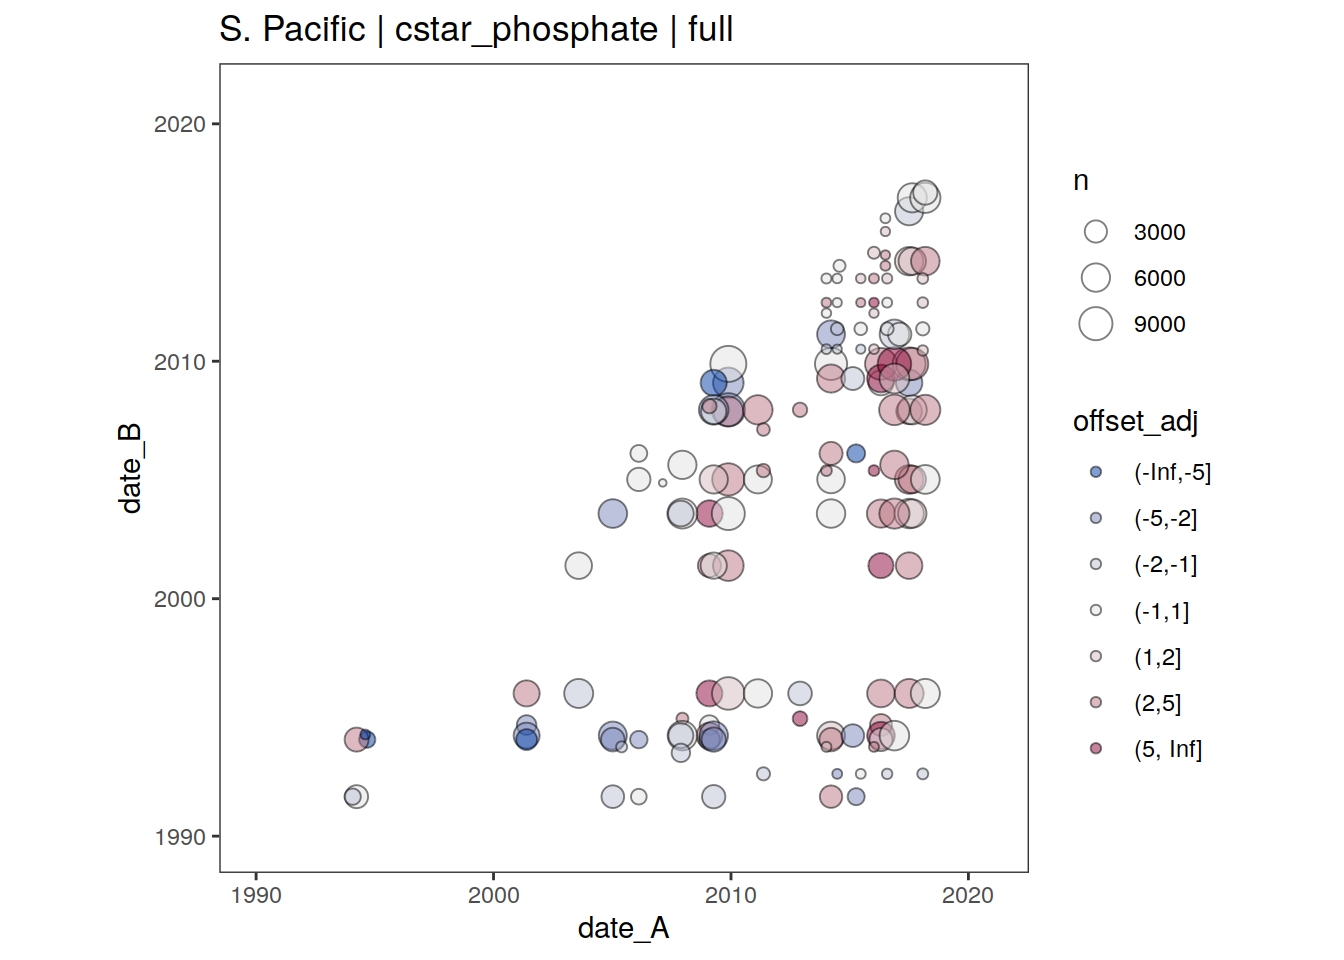 S. Pacific | cstar_phosphate | full
2020
2010
2000
1990
date_B
1990
2000
2010
2020
date_A
n
3000
6000
9000
offset_adj
(-Inf,-5]
(-5,-2]
(-2,-1]
(-1,1]
(1,2]
(2,5]
(5, Inf]